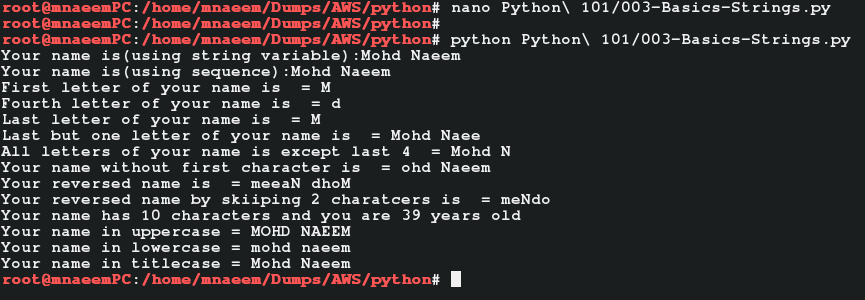 root@mnaeemPC:/home/mnaeem/Dumps/AWS/python# nano Python\ 101/003-Basics-Strings.py
root@mnaeemPC:/home/mnaeem/Dumps/AWS/python#
root@mnaeemPC:/home/mnaeem/Dumps/AWS/python# python Python\ 101/003-Basics-Strings.py
Your name is(using string variable):Mohd Naeem
Your name is(using sequence):Mohd Naeem
First letter of your name is  = M
Fourth letter of your name is  = d
Last letter of your name is  = M
Last but one letter of your name is  = Mohd Naee
All letters of your name is except last 4  = Mohd N
Your name without first character is  = ohd Naeem
Your reversed name is  = meeaN dhoM
Your reversed name by skiiping 2 charatcers is  = meNdo
Your name has 10 characters and you are 39 years old
Your name in uppercase = MOHD NAEEM
Your name in lowercase = mohd naeem
Your name in titlecase = Mohd Naeem
root@mnaeemPC:/home/mnaeem/Dumps/AWS/python#